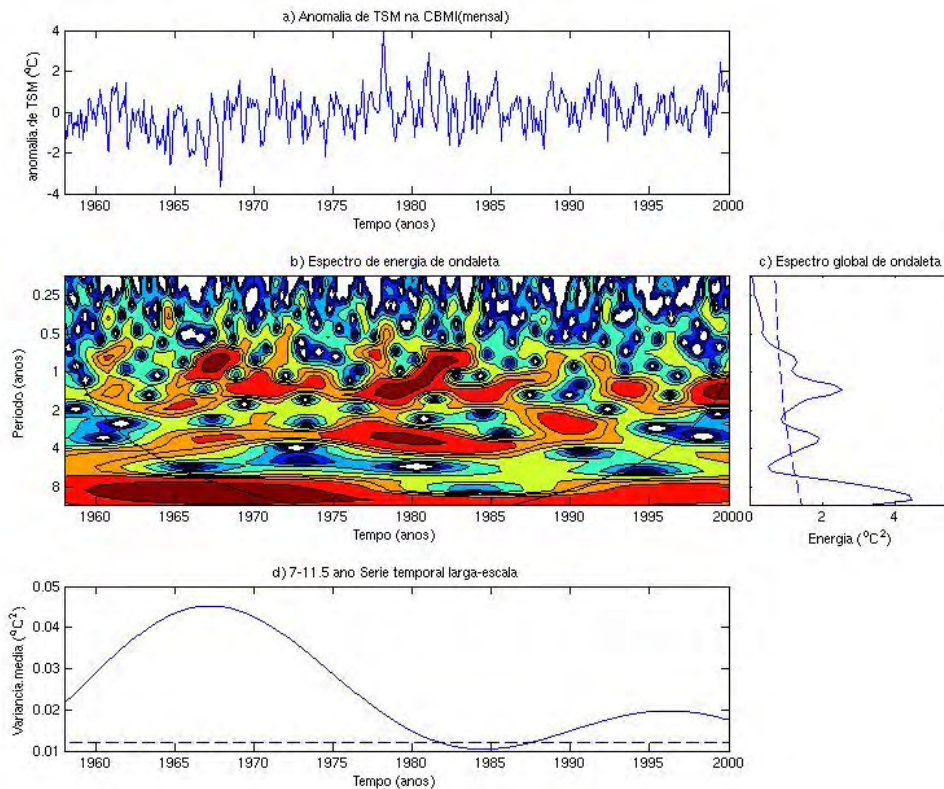 a) Anomalia de TSM na CBMI(mensal)
anomalia de TSM (ºC)
4
2
0
-2
-4
1960 1965 1970 1975 1980 1985 1990 1995 2000
Tempo (anos)
b) Espectro de energia de ondaleta
Periodo (anos)
0.25
0.5
1
2
4
8
1960 1965 1970 1975 1980 1985 1990 1995 2000
Tempo (anos)
c) Espectro global de ondaleta
0 2 4
Energia (ºC²)
d) 7-11.5 ano Serie temporal larga-escala
Variancia media (ºC²)
0.05
0.04
0.03
0.02
0.01
1960 1965 1970 1975 1980 1985 1990 1995 2000
Tempo (anos)